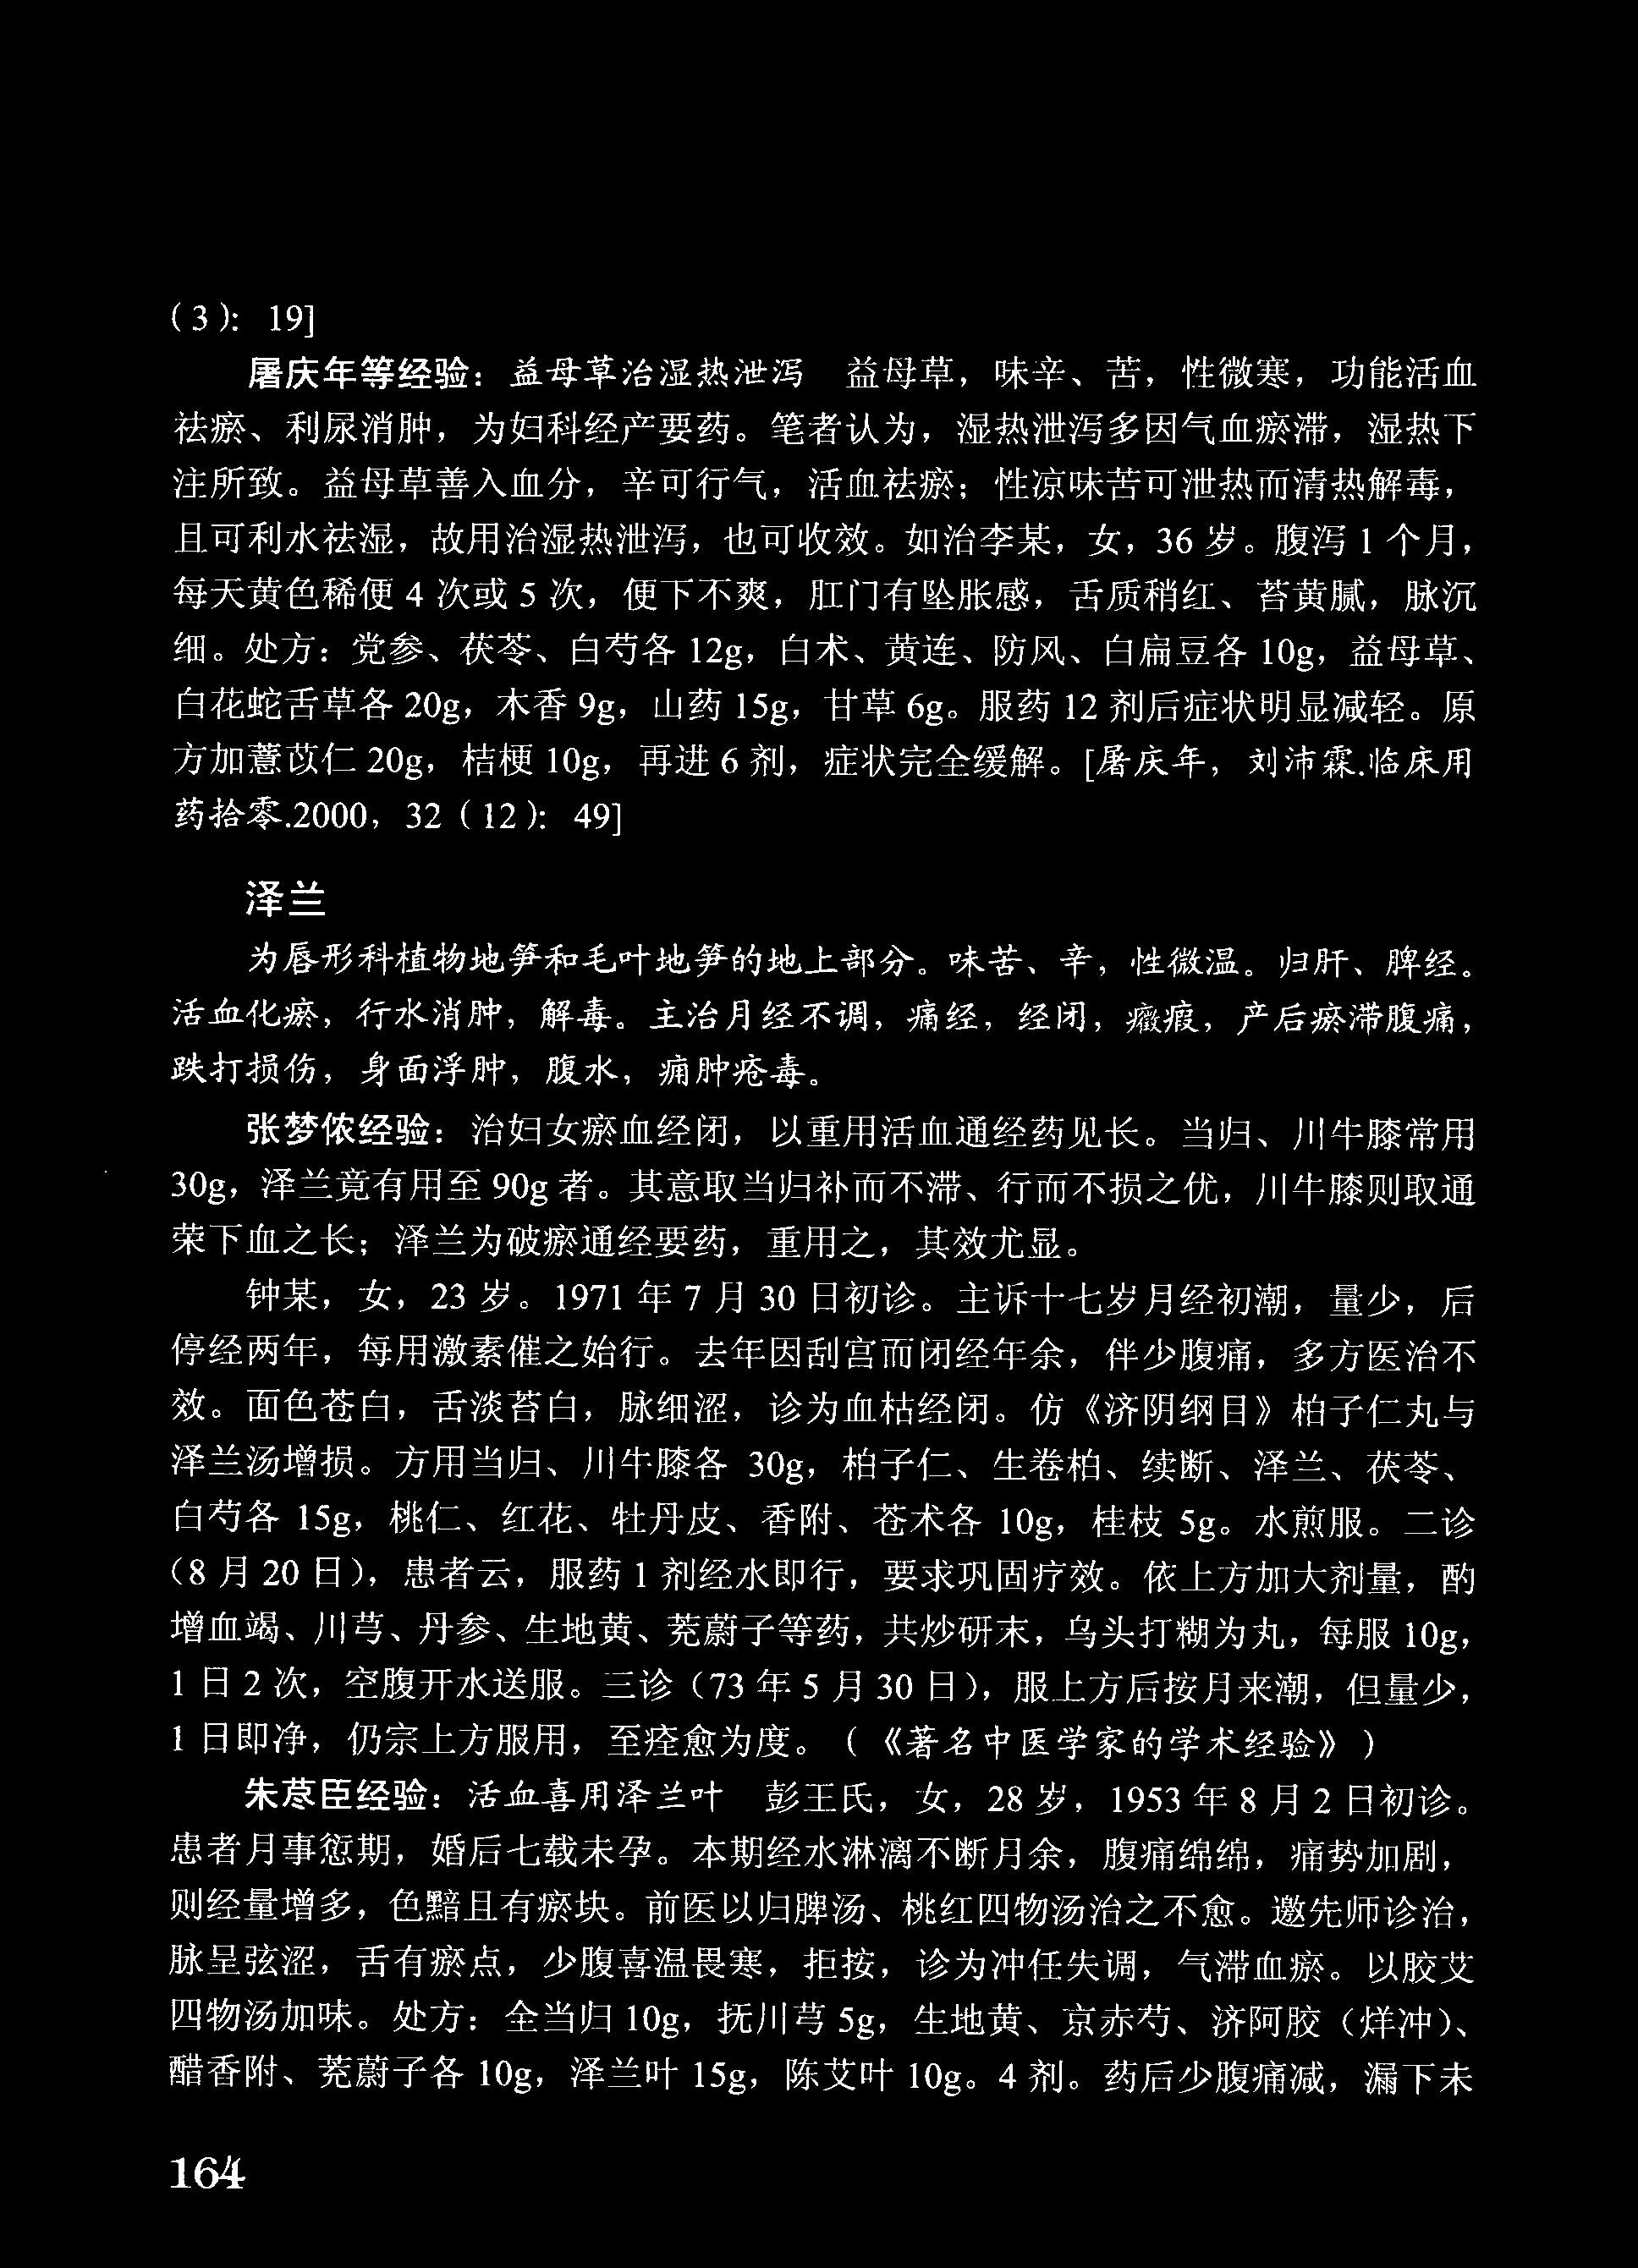 (3): 19]
屠庆年等经验：益母草治湿热泄泻　益母草，味辛、苦，性微寒，功能活血
祛瘀、利尿消肿，为妇科经产要药。笔者认为，湿热泄泻多因气血瘀滞，湿热下
注所致。益母草善入血分，辛可行气，活血祛瘀；性凉味苦可泄热而清热解毒，
且可利水祛湿，故用治湿热泄泻，也可收效。如治李某，女，36 岁。腹泻 1 个月，
每天黄色稀便 4 次或 5 次，便下不爽，肛门有坠胀感，舌质稍红、苔黄腻，脉沉
细。处方：党参、茯苓、白芍各 12g，白术、黄连、防风、白扁豆各 10g，益母草、
白花蛇舌草各 20g，木香 9g，山药 15g，甘草 6g。服药 12 剂后症状明显减轻。原
方加薏苡仁 20g，桔梗 10g，再进 6 剂，症状完全缓解。[屠庆年，刘沛霖.临床用
药拾零.2000，32（12）：49]
泽兰
为唇形科植物地笋和毛叶地笋的地上部分。味苦、辛，性微温。归肝、脾经。
活血化瘀，行水消肿，解毒。主治月经不调，痛经，经闭，癥瘕，产后瘀滞腹痛，
跌打损伤，身面浮肿，腹水，痈肿疮毒。
张梦侬经验：治妇女瘀血经闭，以重用活血通经药见长。当归、川牛膝常用
30g，泽兰竟有用至 90g 者。其意取当归补而不滞、行而不损之优，川牛膝则取通
荣下血之长；泽兰为破瘀通经要药，重用之，其效尤显。
钟某，女，23 岁。1971 年 7 月 30 日初诊。主诉十七岁月经初潮，量少，后
停经两年，每用激素催之始行。去年因刮宫而闭经年余，伴少腹痛，多方医治不
效。面色苍白，舌淡苔白，脉细涩，诊为血枯经闭。仿《济阴纲目》柏子仁丸与
泽兰汤增损。方用当归、川牛膝各 30g，柏子仁、生卷柏、续断、泽兰、茯苓、
白芍各 15g，桃仁、红花、牡丹皮、香附、苍术各 10g，桂枝 5g。水煎服。二诊
（8 月 20 日），患者云，服药 1 剂经水即行，要求巩固疗效。依上方加大剂量，酌
增血竭、川芎、丹参、生地黄、茺蔚子等药，共炒研末，乌头打糊为丸，每服 10g，
1 日 2 次，空腹开水送服。三诊（73 年 5 月 30 日），服上方后按月来潮，但量少，
1 日即净，仍宗上方服用，至痊愈为度。（《著名中医学家的学术经验》）
朱荩臣经验：活血喜用泽兰叶　彭王氏，女，28 岁，1953 年 8 月 2 日初诊。
患者月事愆期，婚后七载未孕。本期经水淋漓不断月余，腹痛绵绵，痛势加剧，
则经量增多，色黯且有瘀块。前医以归脾汤、桃红四物汤治之不愈。邀先师诊治，
脉呈弦涩，舌有瘀点，少腹喜温畏寒，拒按，诊为冲任失调，气滞血瘀。以胶艾
四物汤加味。处方：全当归 10g，抚川芎 5g，生地黄、京赤芍、济阿胶（烊冲）、
醋香附、茺蔚子各 10g，泽兰叶 15g，陈艾叶 10g。4 剂。药后少腹痛减，漏下未
164